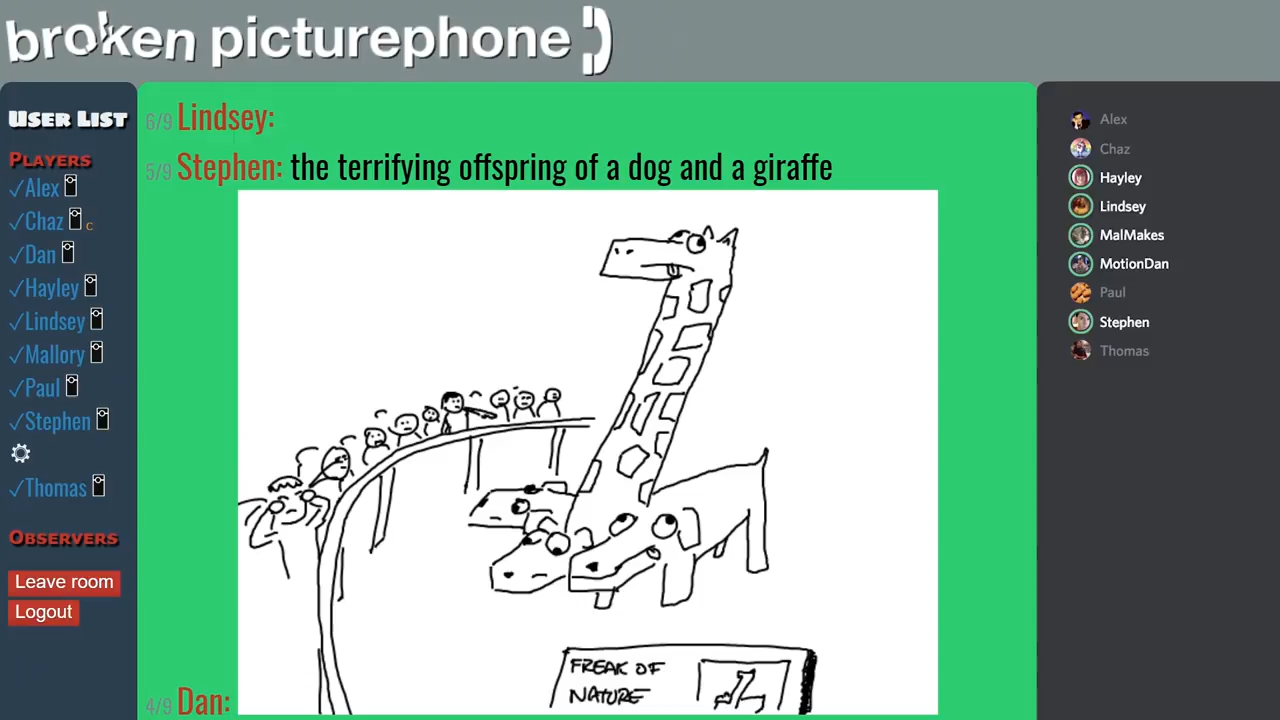 broken picturephone
USER LIST
PLAYERS
✓Alex
✓Chaz C
✓Dan
✓Hayley
✓Lindsey
✓Mallory
✓Paul
✓Stephen
✓Thomas
OBSERVERS
Leave room
Logout
6/9 Lindsey:
5/9 Stephen: the terrifying offspring of a dog and a giraffe
FREAK OF
NATURE
4/9 Dan:
Alex
Chaz
Hayley
Lindsey
MalMakes
MotionDan
Paul
Stephen
Thomas